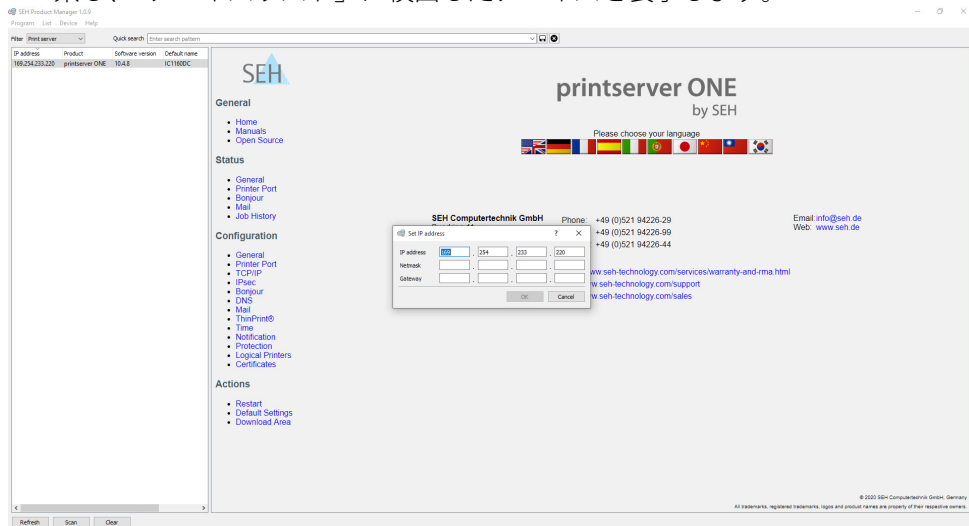 SEH Product Manager 1.0.8
Program List Device Help
Filter Print server Quick search Enter search pattern
IP address Product Software version Default name
169.254.233.220 printserver ONE 10.4.8 IC1160DC
SEH
General
Home
Manuals
Open Source
Status
General
Printer Port
Bonjour
Mail
Job History
Configuration
General
Printer Port
TCP/IP
IPsec
Bonjour
DNS
Mail
ThinPrint®
Time
Notification
Protection
Logical Printers
Certificates
Actions
Restart
Default Settings
Download Area
printserver ONE
by SEH
Please choose your language
SEH Computertechnik GmbH Phone: +49 (0)521 94226-29 Email: info@seh.de
+49 (0)521 94226-99 Web: www.seh.de
+49 (0)521 94226-44
ww.seh-technology.com/services/warranty-and-rma.html
w.seh-technology.com/support
w.seh-technology.com/sales
Set IP address ? ×
IP address 169 . 254 . 233 . 220
Netmask . . .
Gateway . . .
OK Cancel
© 2020 SEH Computertechnik GmbH, Germany
All trademarks, registered trademarks, logos and product names are property of their respective owners.
Refresh Scan Clear